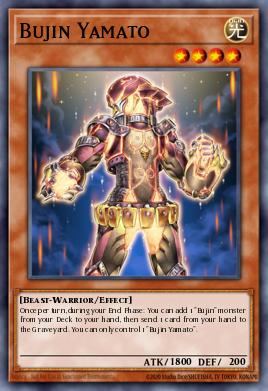 Bujin Yamato
光
[Beast-Warrior/Effect]
Once per turn, during your End Phase: You can add 1 "Bujin" monster
from your Deck to your hand, then send 1 card from your hand to
the Graveyard. You can only control 1 "Bujin Yamato".
ATK/1800 DEF/ 200
©2020 Studio Dice/SHUEISHA, TV TOKYO, KONAMI